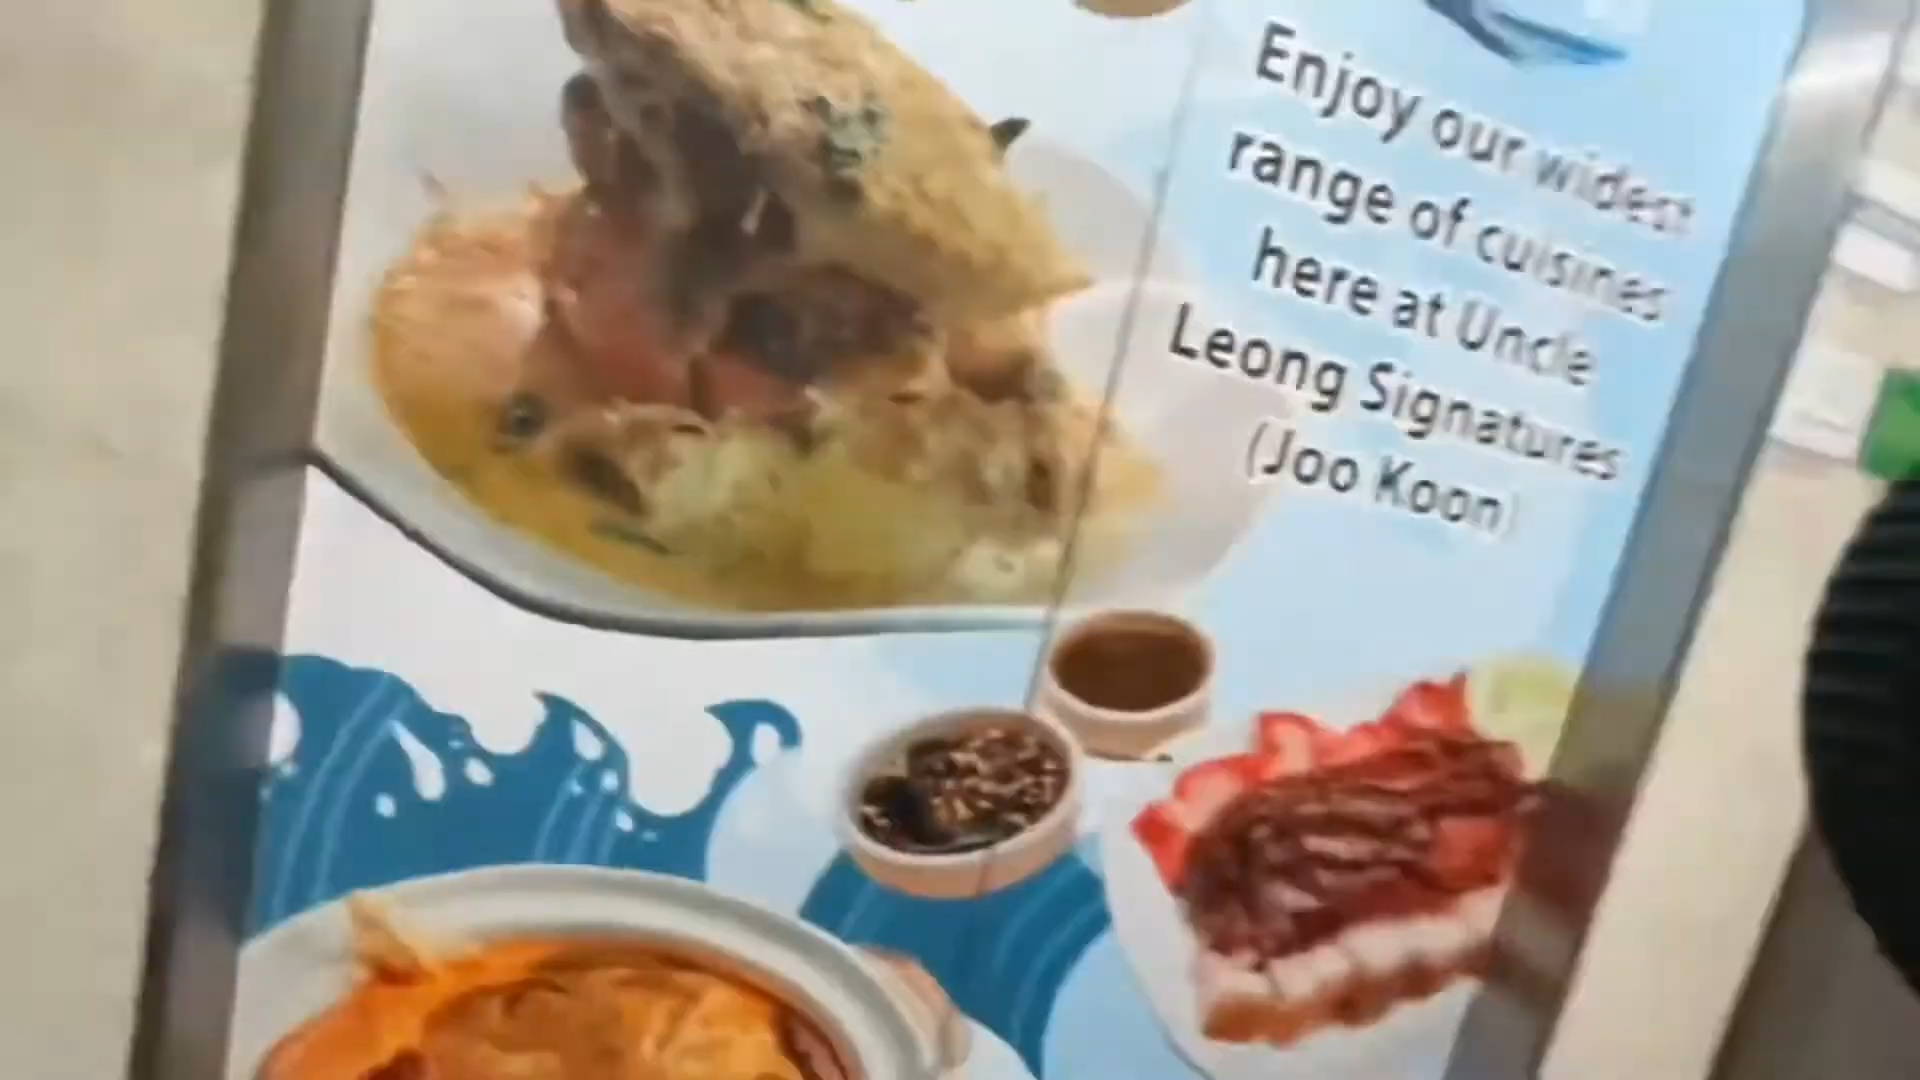 Enjoy our widest
range of cuisines
here at Uncle
Leong Signatures
(Joo Koon)